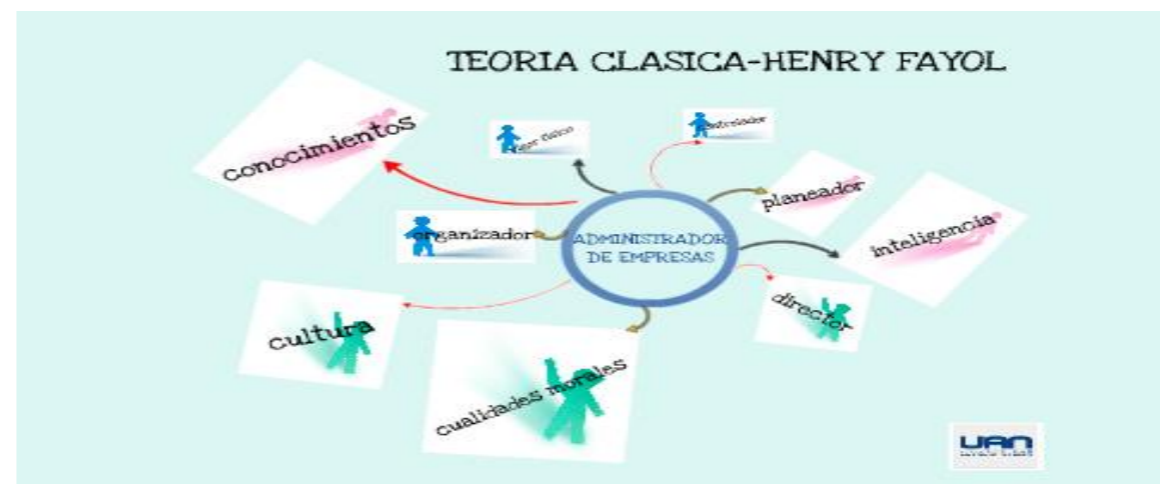 TEORIA CLASICA-HENRY FAYOL
conocimientos
planeador
organizador
ADMINISTRADOR
DE EMPRESAS
inteligencia
director
cultura
cualidades morales
UAN